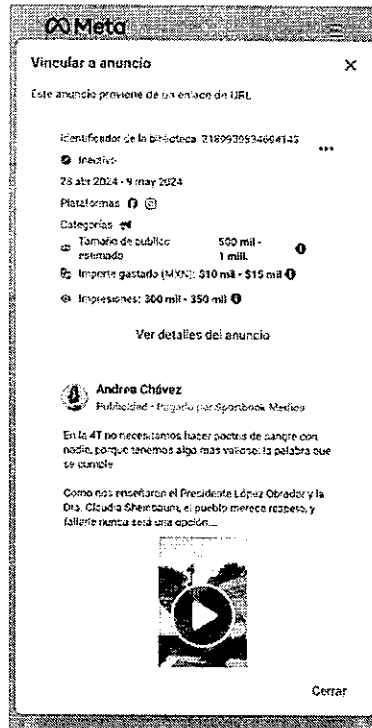 Meta
Vincular a anuncio
Este anuncio proviene de un enlace de URL
Identificador de la biblioteca:
Inactivo
28 abr 2024 - 9 may 2024
Plataformas
Categorías
Tamaño de público estimado
500 mil - 1 mill.
Importe gastado (MXN): $10 mil - $15 mil
Impresiones: 300 mil - 350 mil
Ver detalles del anuncio
Andrea Chávez
Publicidad • Pagado por Sportbook Medios
En la 4T no necesitamos hacer pactos de sangre con
nadie, porque tenemos algo más valioso: la palabra que
se cumple
Como nos enseñaron el Presidente López Obrador y la
Dra. Claudia Sheinbaum, el pueblo merece respeto, y
fallarle nunca será una opción....
Cerrar